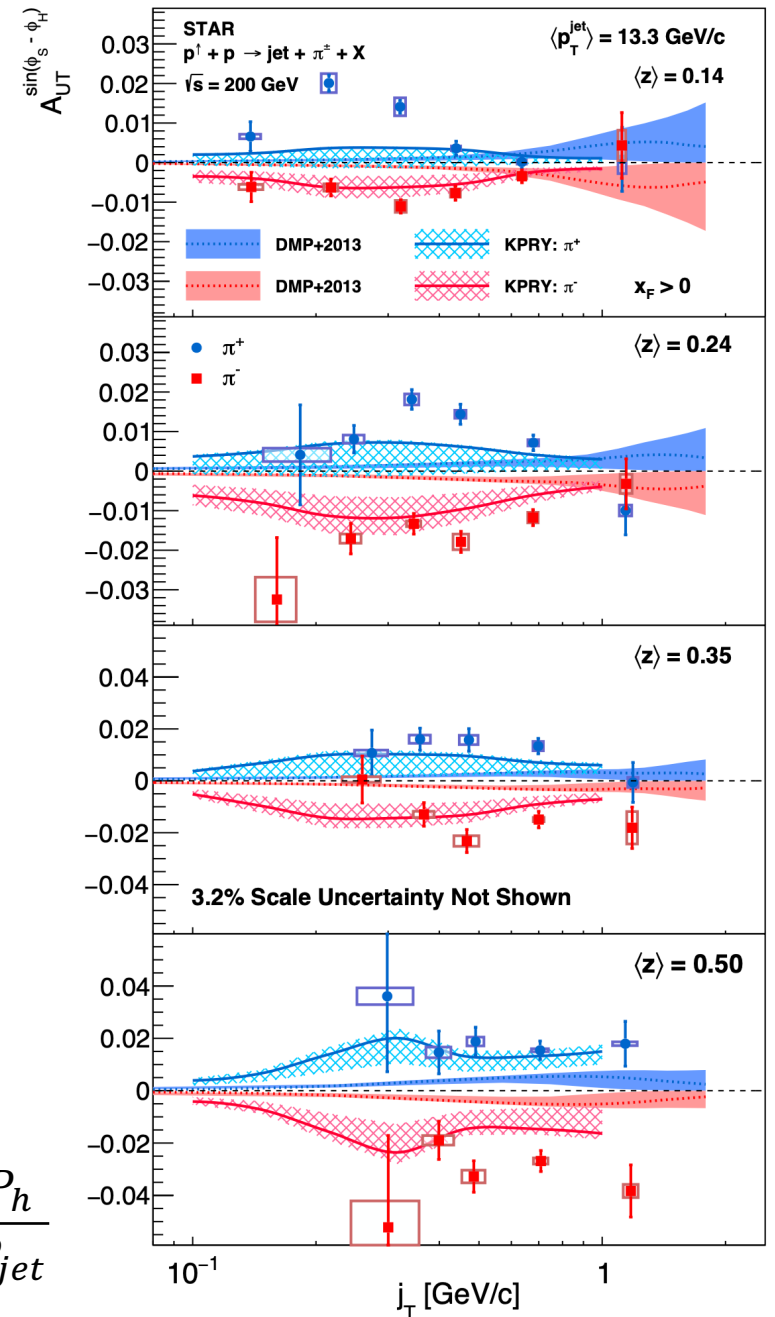 A_UT^sin(ϕ_S - ϕ_H)
STAR
p↑ + p → jet + π± + X
√s = 200 GeV
⟨p_T^jet⟩ = 13.3 GeV/c
⟨z⟩ = 0.14
0.03
0.02
0.01
0
−0.01
−0.02
−0.03
DMP+2013
KPRY: π+
DMP+2013
KPRY: π-
x_F > 0
⟨z⟩ = 0.24
π+
π-
0.03
0.02
0.01
0
−0.01
−0.02
−0.03
⟨z⟩ = 0.35
0.04
0.02
0
−0.02
−0.04
3.2% Scale Uncertainty Not Shown
⟨z⟩ = 0.50
0.04
0.02
0
−0.02
−0.04
P_h
jet
10^−1
1
j_T [GeV/c]